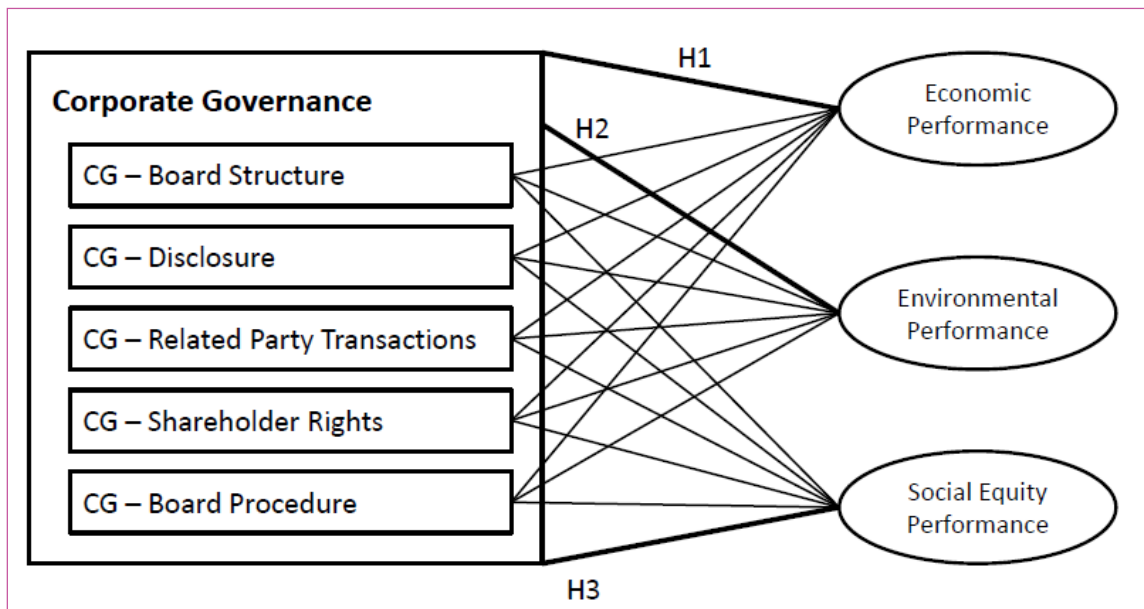 H1
Corporate Governance
Economic
Performance
H2
CG – Board Structure
CG – Disclosure
Environmental
Performance
CG – Related Party Transactions
CG – Shareholder Rights
CG – Board Procedure
Social Equity
Performance
H3